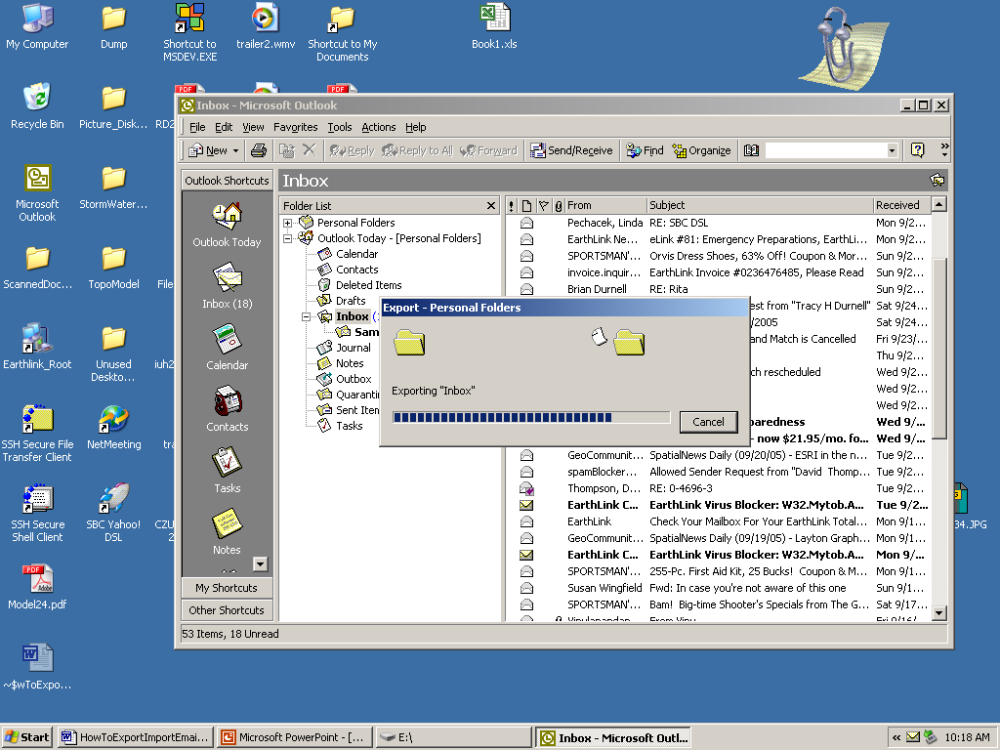 My Computer
Dump
Shortcut to
MSDEV.EXE
trailer2.wmv
Shortcut to My
Documents
Book1.xls
Recycle Bin
Picture_Disk...
RD2
PDF
PDF
Microsoft
Outlook
StormWater...
ScannedDoc...
TopoModel
File
Earthlink_Root
Unused
Deskto...
iuh2
SSH Secure File
Transfer Client
NetMeeting
tra
SSH Secure
Shell Client
SBC Yahoo!
DSL
CZU
2
34.JPG
PDF
Model24.pdf
~$wToExpo...
Inbox - Microsoft Outlook
File Edit View Favorites Tools Actions Help
New Reply Reply to All Forward Send/Receive Find Organize
Outlook Shortcuts
Inbox
Outlook Today
Inbox (18)
Calendar
Contacts
Tasks
Notes
My Shortcuts
Other Shortcuts
Folder List
Personal Folders
Outlook Today - [Personal Folders]
Calendar
Contacts
Deleted Items
Drafts
Inbox
Sam
Journal
Notes
Outbox
Quaranti
Sent Iten
Tasks
From Subject Received
Pechacek, Linda RE: SBC DSL Mon 9/2...
EarthLink Ne... eLink #81: Emergency Preparations, EarthLi... Mon 9/2...
SPORTSMAN'... Orvis Dress Shoes, 63% Off! Coupon & Mor... Sun 9/2...
invoice.inquir... EarthLink Invoice #0236476485, Please Read Sun 9/2...
Brian Durnell RE: Rita Sun 9/2...
est from "Tracy H Durnell" Sat 9/24...
/2005 Sat 9/24...
and Match is Cancelled Fri 9/23...
Thu 9/2...
ch rescheduled Wed 9/2...
Wed 9/2...
Wed 9/2...
paredness Wed 9/...
- now $21.95/mo. fo... Wed 9/...
GeoCommunit... SpatialNews Daily (09/20/05) - ESRI in the n... Tue 9/2...
spamBlocker... Allowed Sender Request from "David Thomp... Tue 9/2...
Thompson, D... RE: 0-4696-3 Tue 9/2...
EarthLink C... EarthLink Virus Blocker: W32.Mytob.A... Tue 9/2...
EarthLink Check Your Mailbox For Your EarthLink Total... Mon 9/1...
GeoCommunit... SpatialNews Daily (09/19/05) - Layton Graph... Mon 9/1...
EarthLink C... EarthLink Virus Blocker: W32.Mytob.A... Mon 9/...
SPORTSMAN'... 255-Pc. First Aid Kit, 25 Bucks! Coupon & M... Mon 9/1...
Susan Wingfield Fwd: In case you're not aware of this one Sun 9/1...
SPORTSMAN'... Bam! Big-time Shooter's Specials from The G... Sat 9/17...
Export - Personal Folders
Exporting "Inbox"
Cancel
53 Items, 18 Unread
Start
HowToExportImportEmai...
Microsoft PowerPoint - [...
E:\
Inbox - Microsoft Outl...
10:18 AM